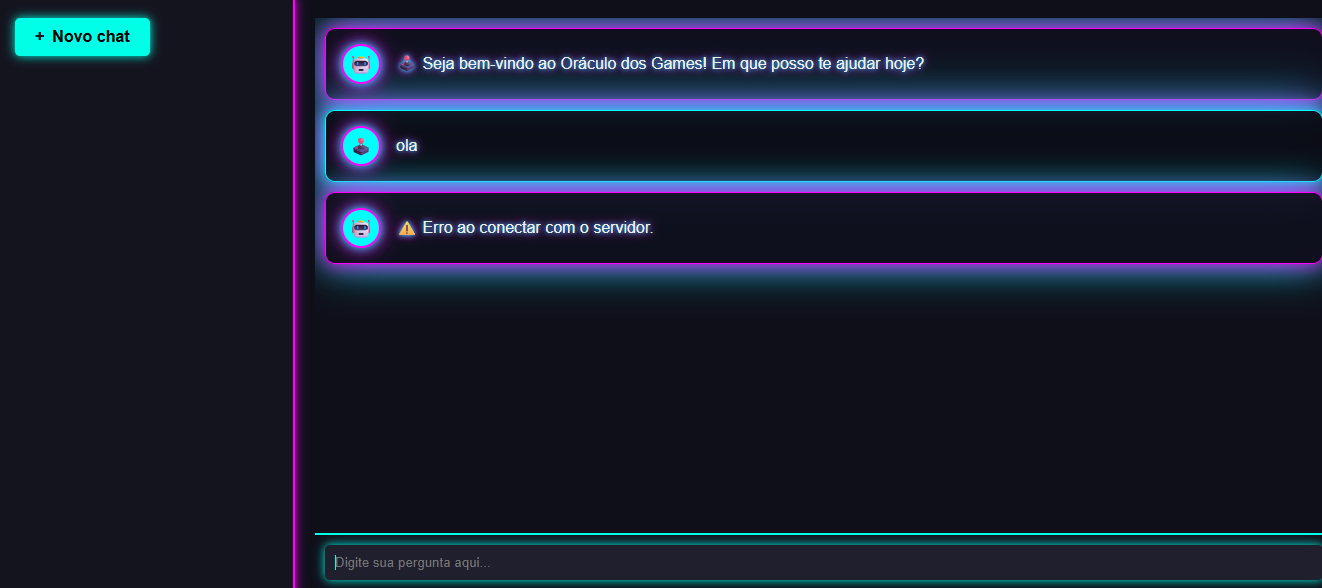 + Novo chat
Seja bem-vindo ao Oráculo dos Games! Em que posso te ajudar hoje?
ola
Erro ao conectar com o servidor.
Digite sua pergunta aqui...